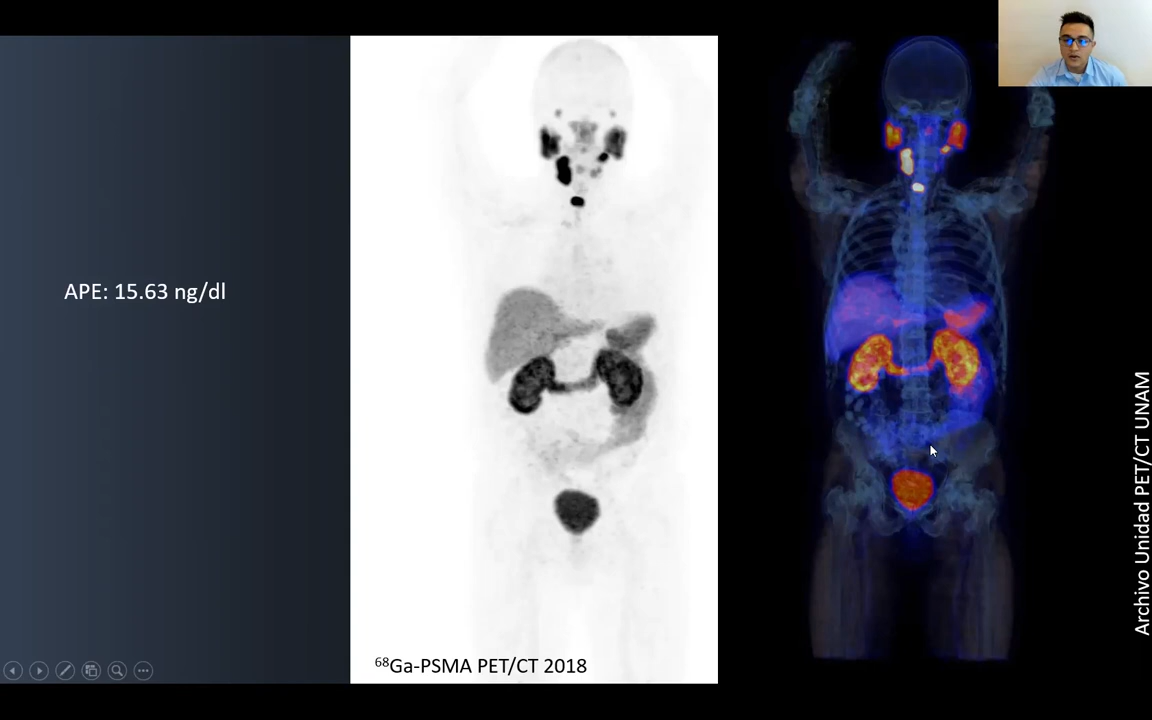 APE: 15.63 ng/dl
⁶⁸Ga-PSMA PET/CT 2018
Archivo Unidad PET/CT UNAM